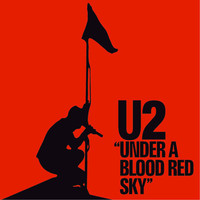 U2
“UNDER A
BLOOD RED
SKY”